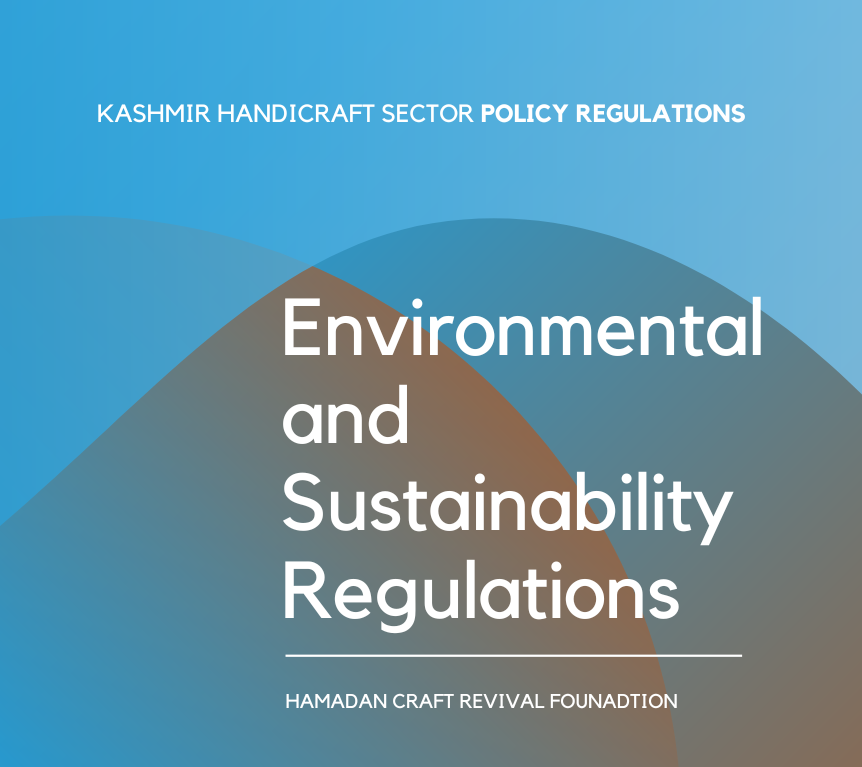 KASHMIR HANDICRAFT SECTOR POLICY REGULATIONS
Environmental
and
Sustainability
Regulations
HAMADAN CRAFT REVIVAL FOUNADTION